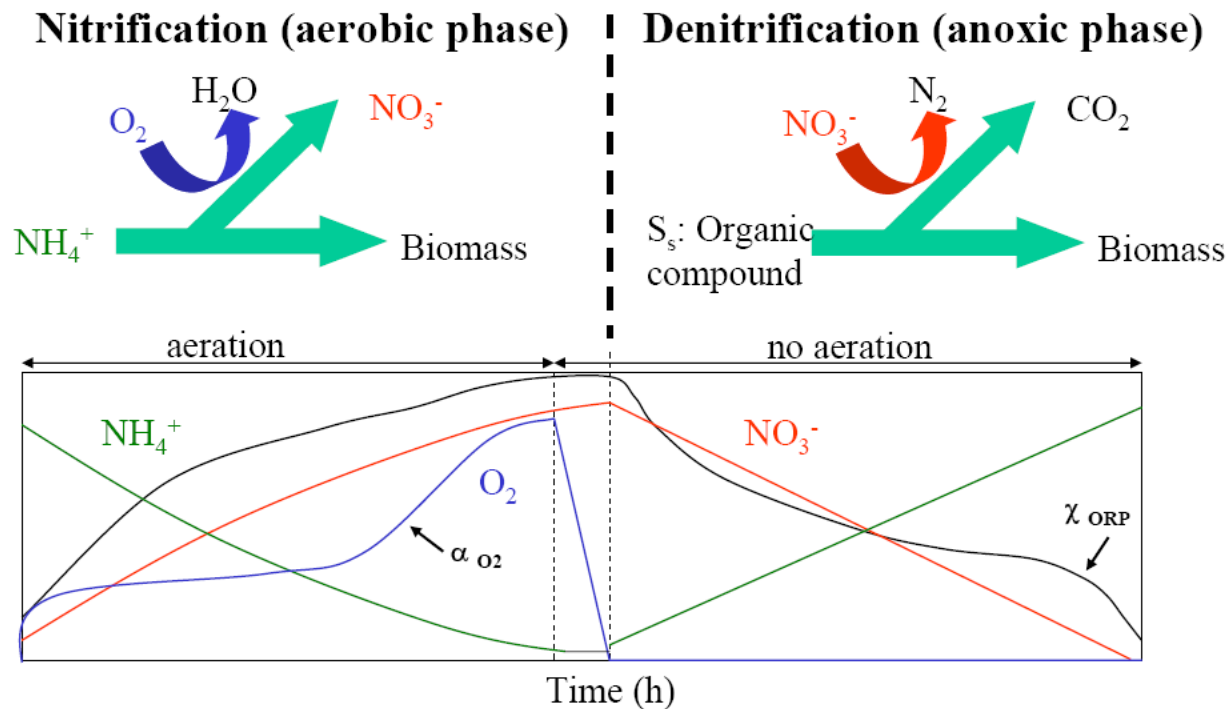 Nitrification (aerobic phase)
Denitrification (anoxic phase)
H₂O
O₂
NO₃⁻
NH₄⁺
Biomass
N₂
NO₃⁻
CO₂
Sₛ: Organic
compound
Biomass
aeration
no aeration
NH₄⁺
O₂
α O2
NO₃⁻
χ ORP
Time (h)